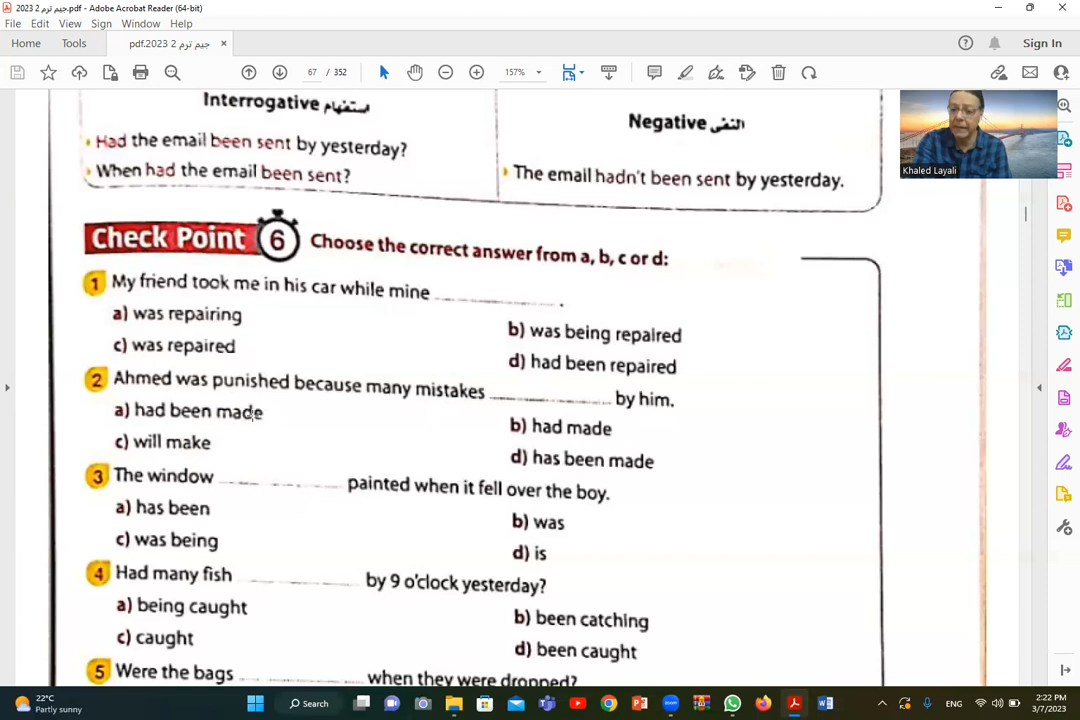 جيم ترم 2 2023.pdf - Adobe Acrobat Reader (64-bit)
File Edit View Sign Window Help
Home Tools جيم ترم 2 2023.pdf × Sign In
67 / 352 157%
Interrogative استفهام
Negative النفي
Had the email been sent by yesterday?
When had the email been sent?
The email hadn't been sent by yesterday.
Khaled Layali
Check Point 6 Choose the correct answer from a, b, c or d:
1 My friend took me in his car while mine ______ .
a) was repairing b) was being repaired
c) was repaired d) had been repaired
2 Ahmed was punished because many mistakes ______ by him.
a) had been made b) had made
c) will make d) has been made
3 The window ______ painted when it fell over the boy.
a) has been b) was
c) was being d) is
4 Had many fish ______ by 9 o'clock yesterday?
a) being caught b) been catching
c) caught d) been caught
5 Were the bags ______ when they were dropped?
22°C
Partly sunny
Search
ENG
2:22 PM
3/7/2023